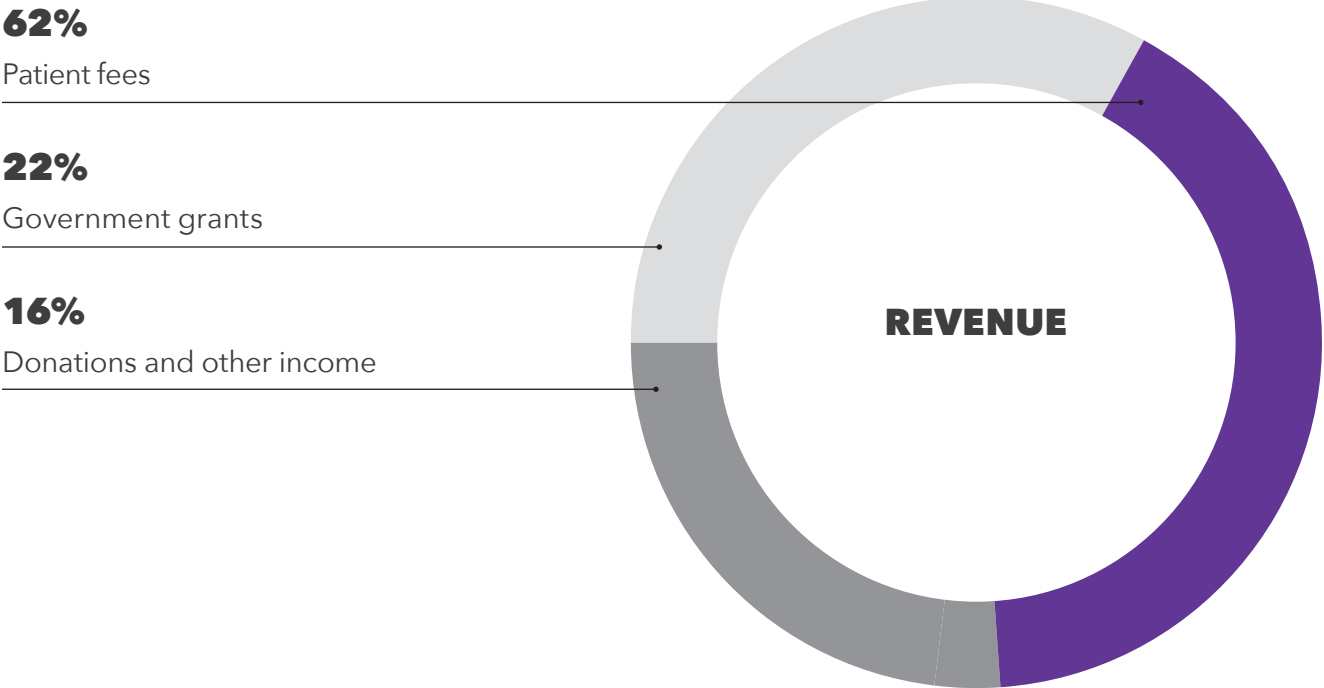 62%
Patient fees
22%
Government grants
16%
Donations and other income
REVENUE